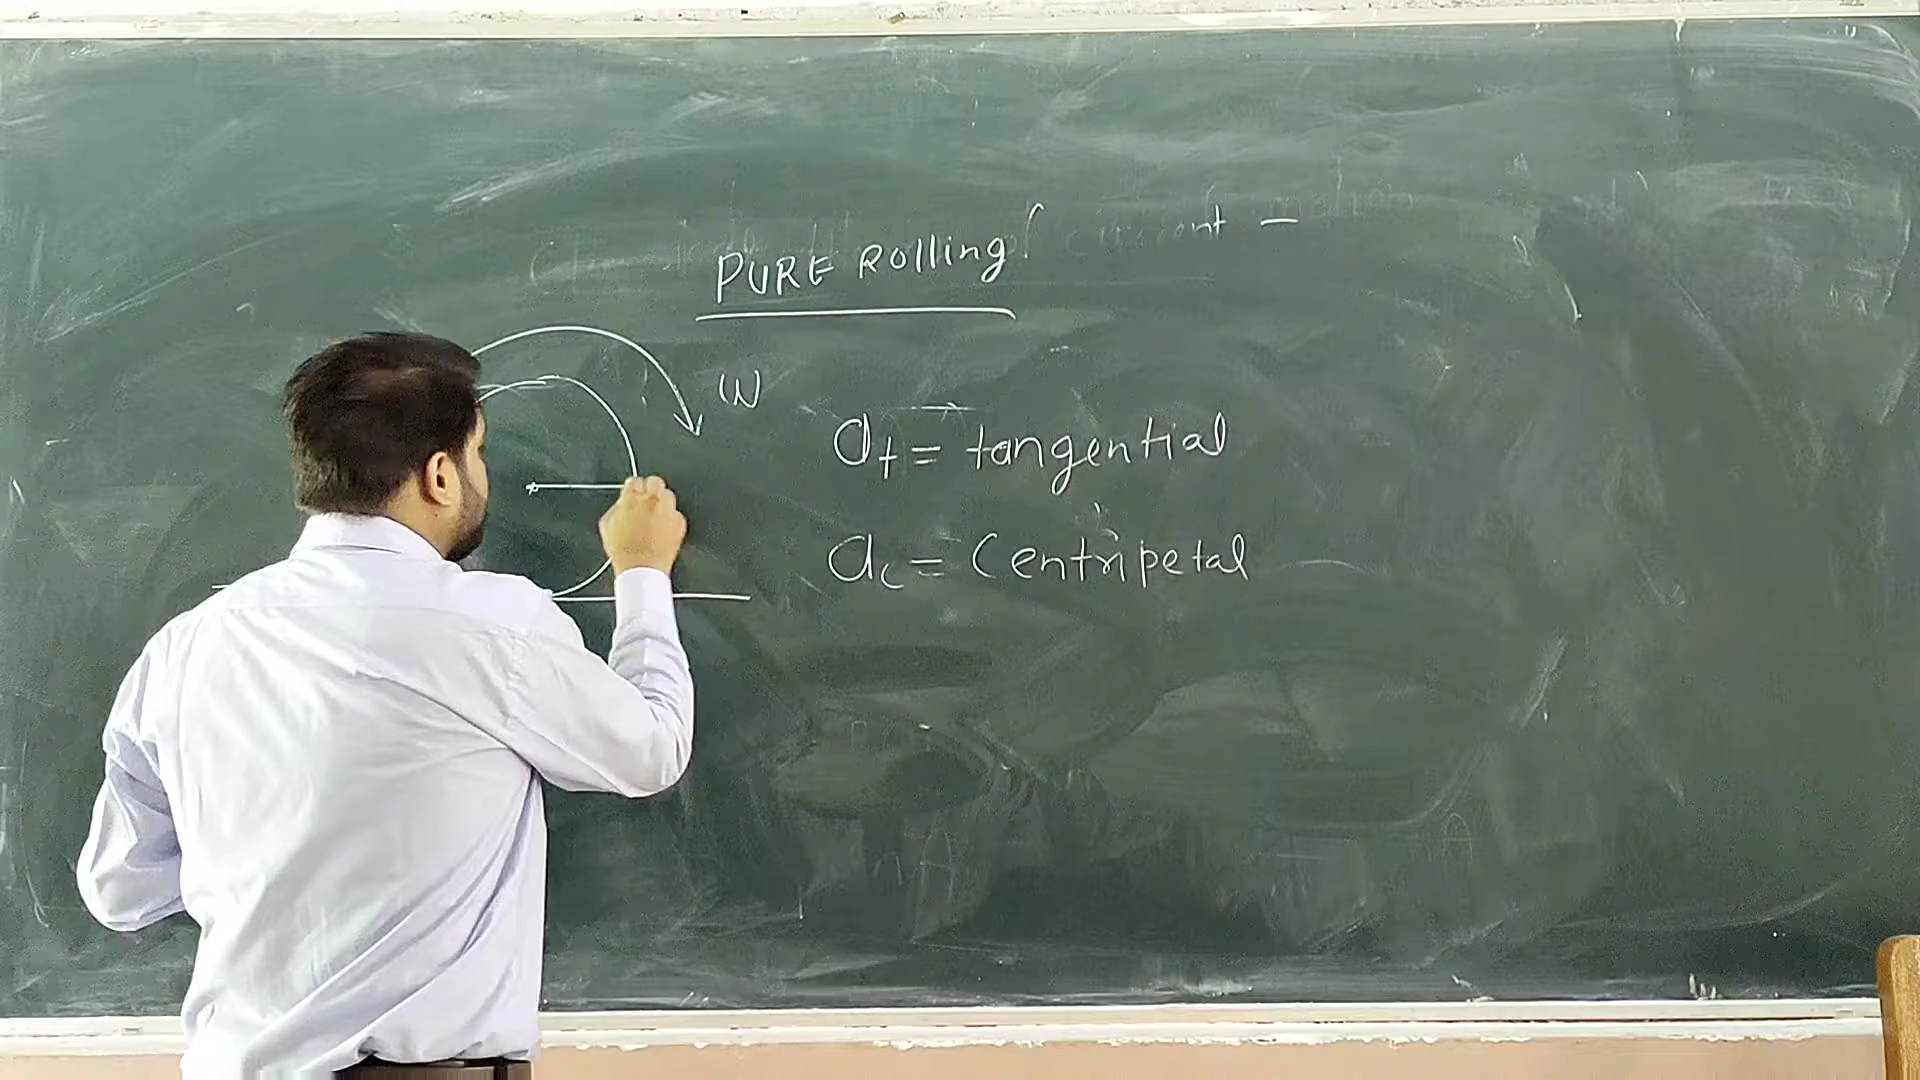 PURE Rolling
ω
at = tangential
ac = Centripetal